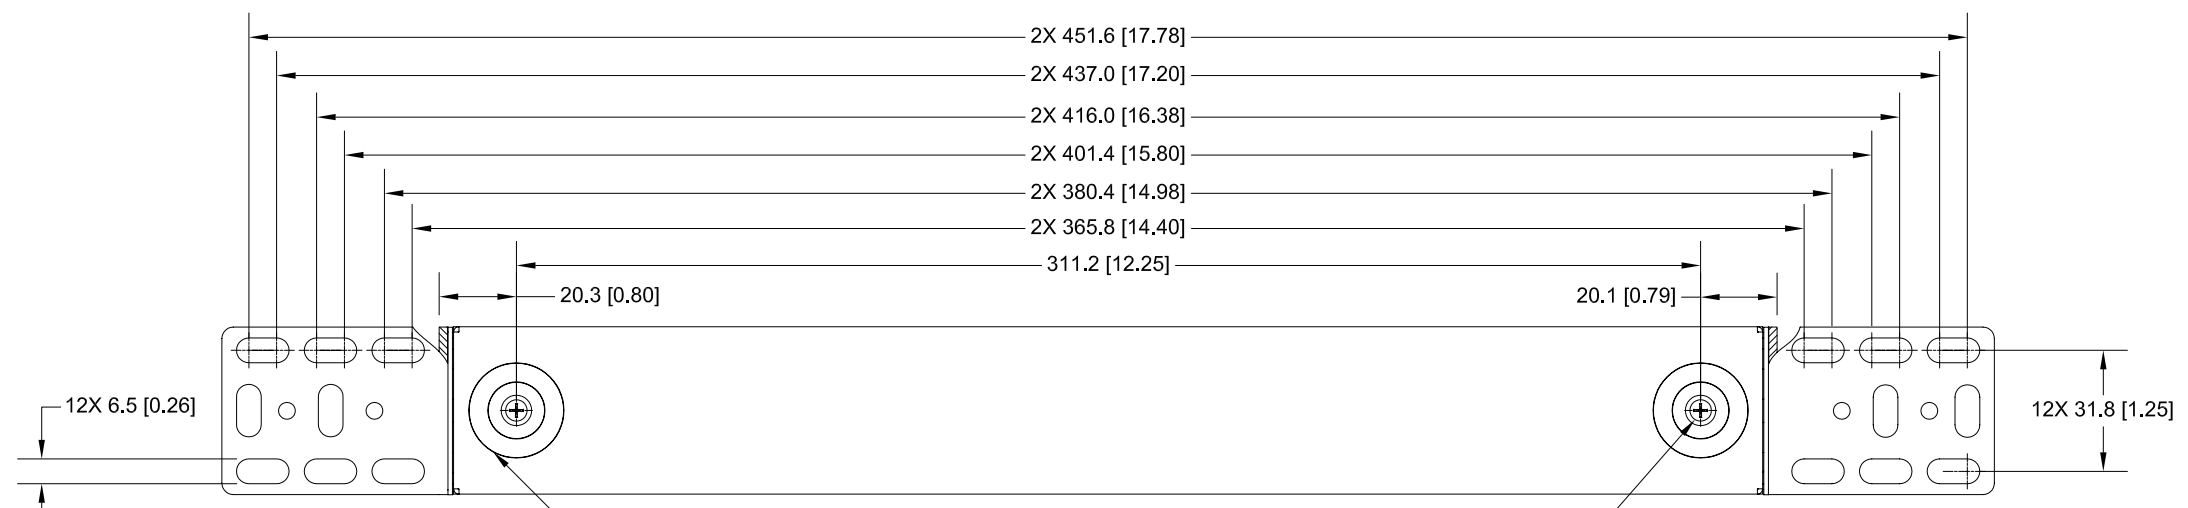 2X 451.6 [17.78]
2X 437.0 [17.20]
2X 416.0 [16.38]
2X 401.4 [15.80]
2X 380.4 [14.98]
2X 365.8 [14.40]
311.2 [12.25]
20.3 [0.80]
20.1 [0.79]
12X 6.5 [0.26]
12X 31.8 [1.25]